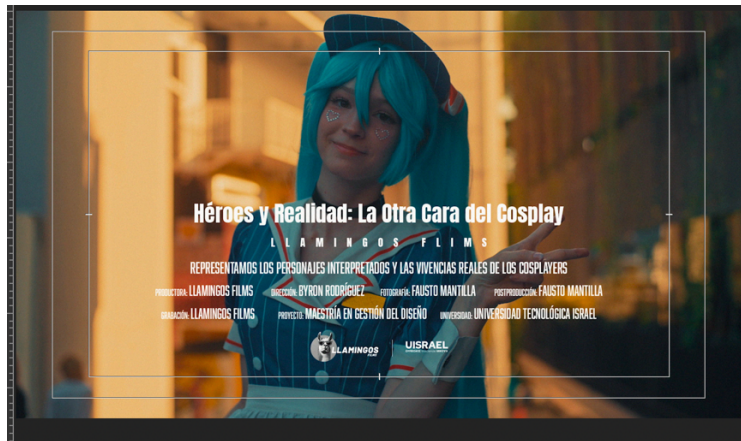 Héroes y Realidad: La Otra Cara del Cosplay
LLAMINGOS FLIMS
REPRESENTAMOS LOS PERSONAJES INTERPRETADOS Y LAS VIVENCIAS REALES DE LOS COSPLAYERS
PRODUCTORA: LLAMINGOS FILMS DIRECCIÓN: BYRON RODRÍGUEZ FOTOGRAFÍA: FAUSTO MANTILLA POSTPRODUCCIÓN: FAUSTO MANTILLA
GRABACIÓN: LLAMINGOS FILMS PROYECTO: MAESTRÍA EN GESTIÓN DEL DISEÑO UNIVERSIDAD: UNIVERSIDAD TECNOLÓGICA ISRAEL
LLAMINGOS UISRAEL